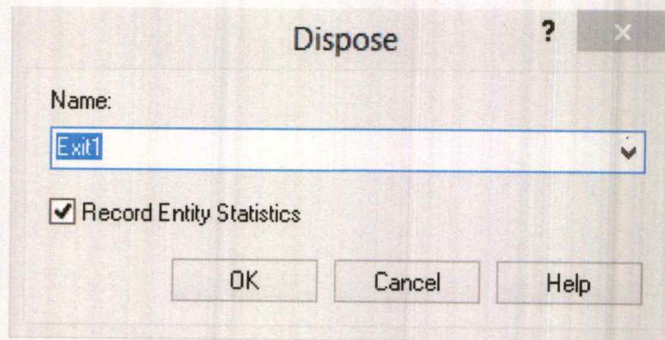 Dispose ?
Name:
Exit1
Record Entity Statistics
OK Cancel Help